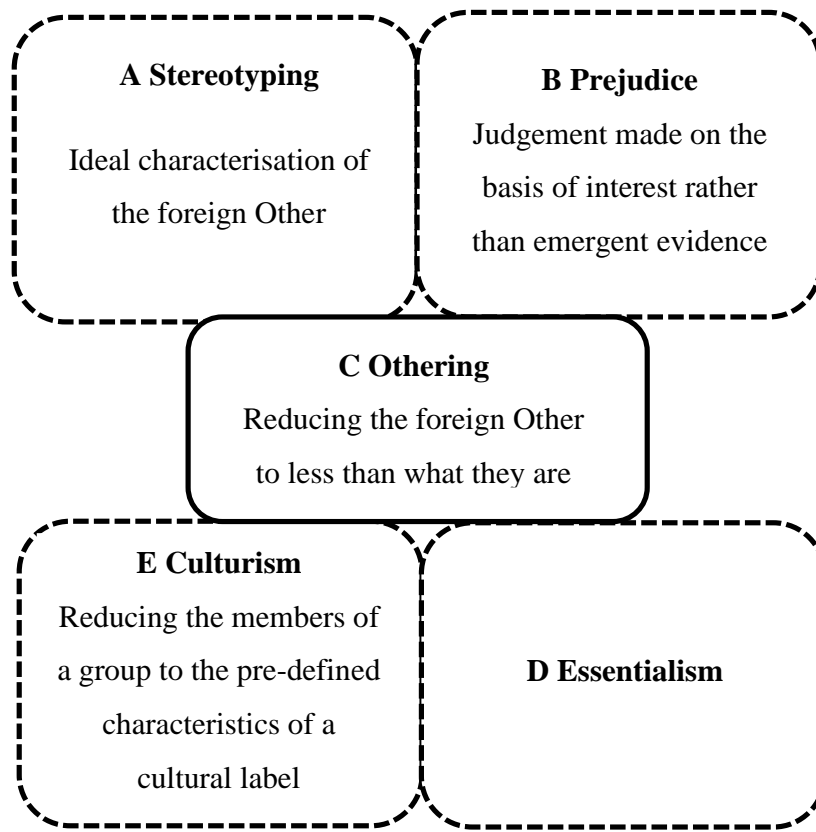 A Stereotyping
Ideal characterisation of
the foreign Other
B Prejudice
Judgement made on the
basis of interest rather
than emergent evidence
C Othering
Reducing the foreign Other
to less than what they are
E Culturism
Reducing the members of
a group to the pre-defined
characteristics of a
cultural label
D Essentialism